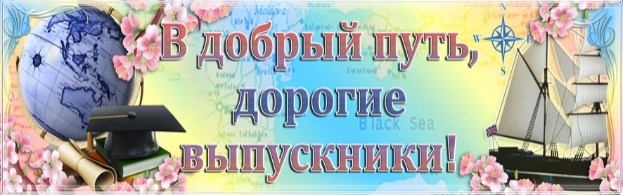 В добрый путь,
дорогие
выпускники!
Black Sea
N
W
E
S